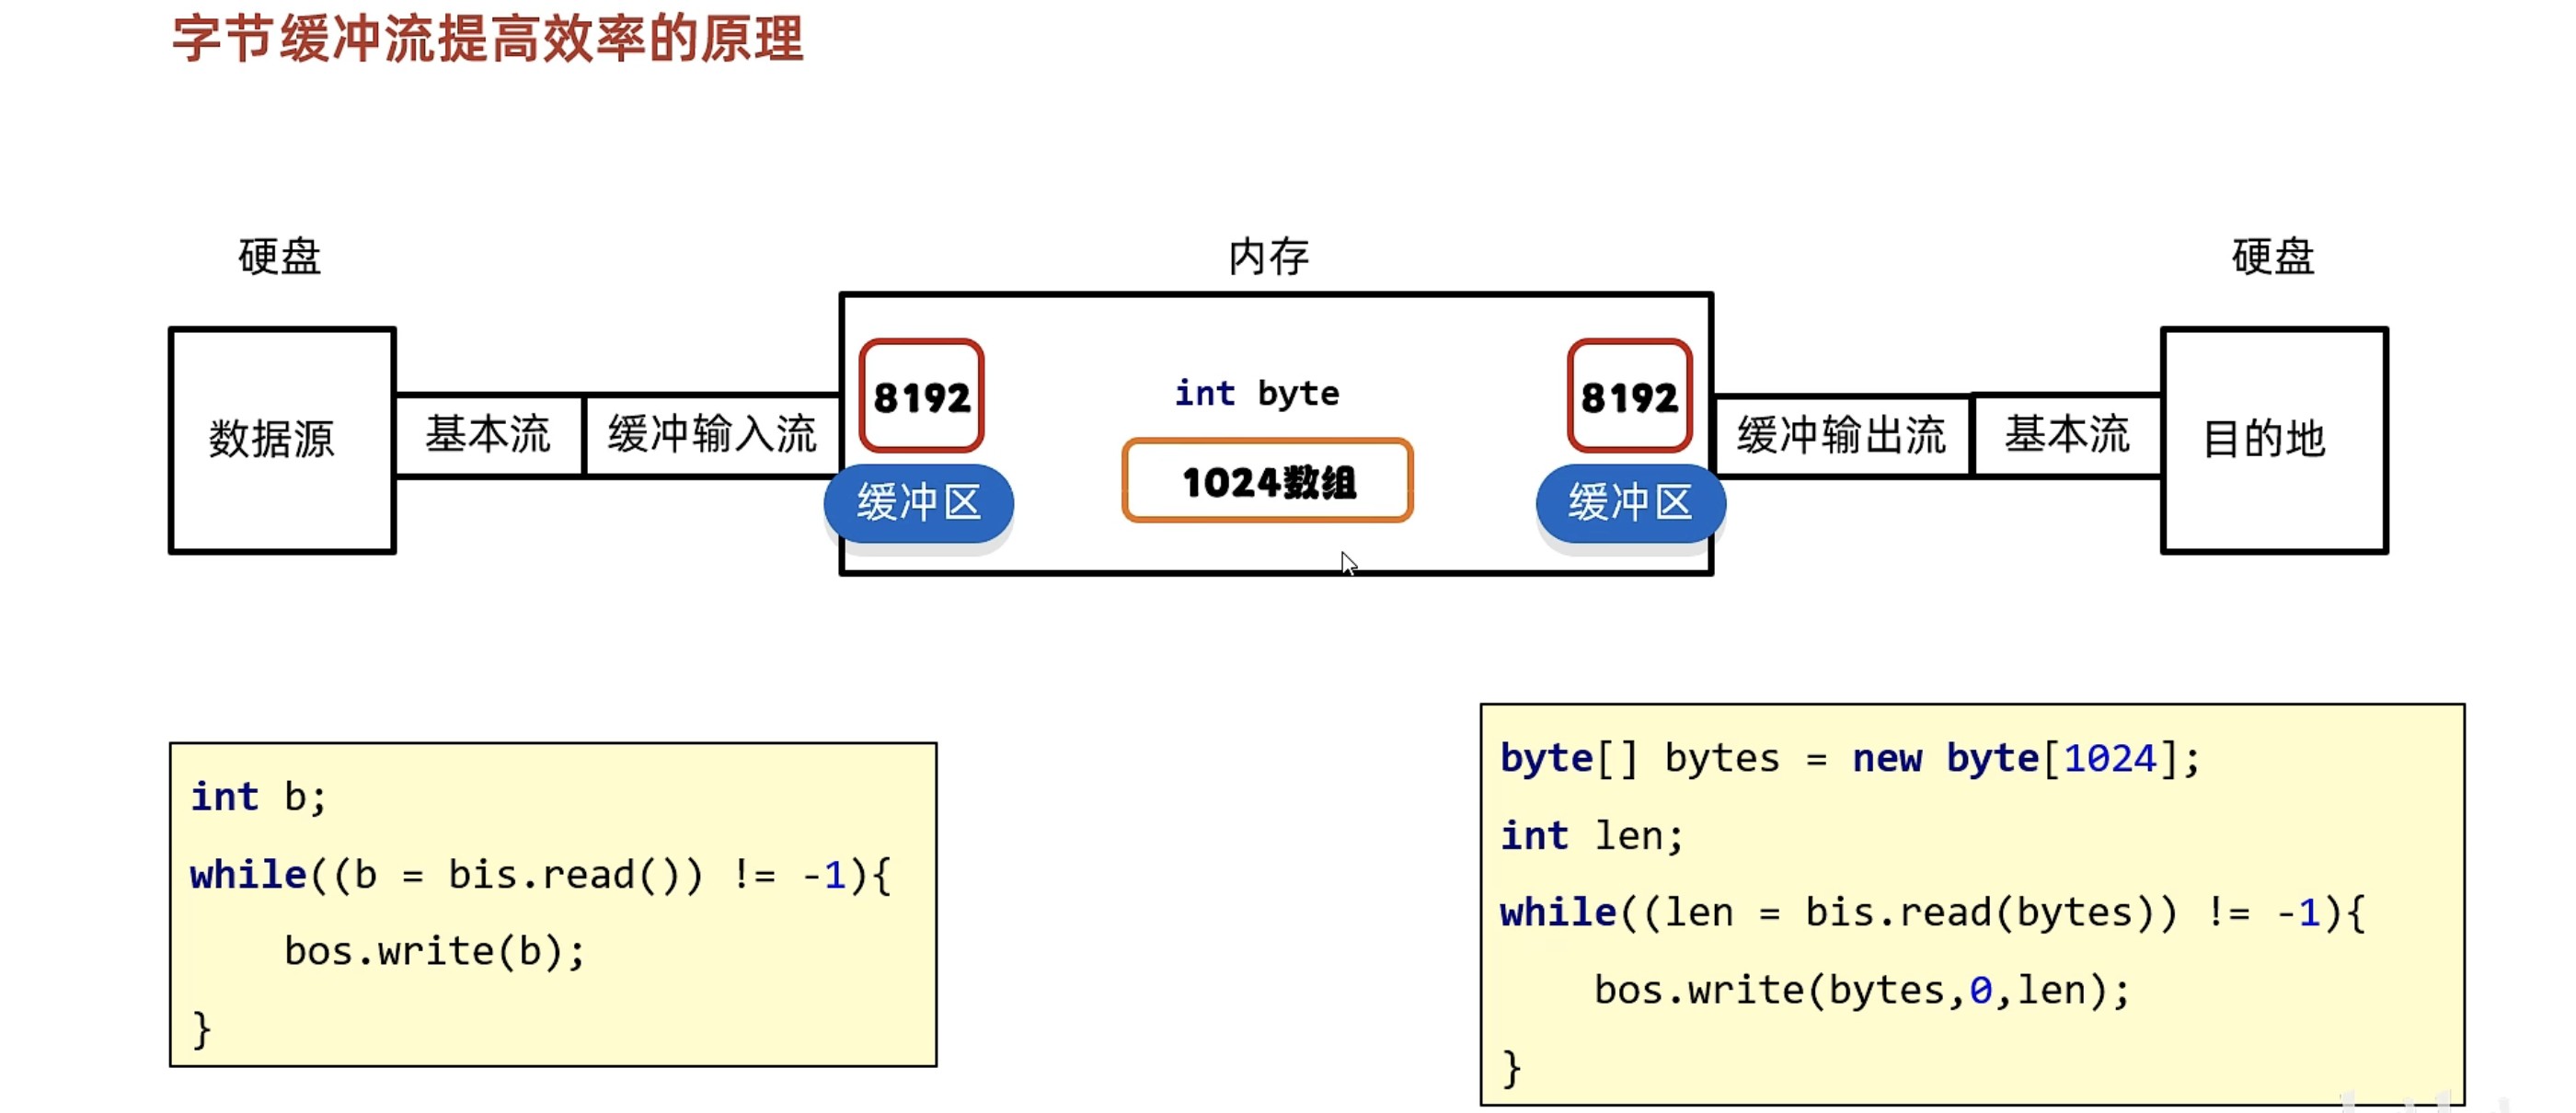 字节缓冲流提高效率的原理
硬盘
内存
硬盘
数据源
基本流
缓冲输入流
8192
缓冲区
int byte
1024数组
8192
缓冲区
缓冲输出流
基本流
目的地
int b;
while((b = bis.read()) != -1){
    bos.write(b);
}
byte[] bytes = new byte[1024];
int len;
while((len = bis.read(bytes)) != -1){
    bos.write(bytes,0,len);
}